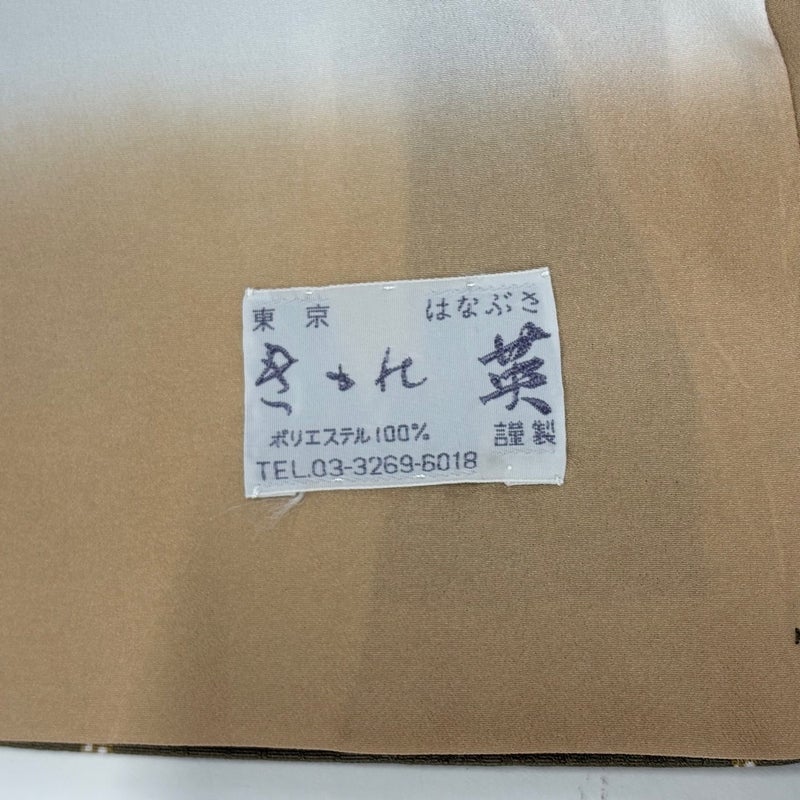 東京 はなぶさ
きもれ 英
ポリエステル100% 謹製
TEL.03-3269-6018